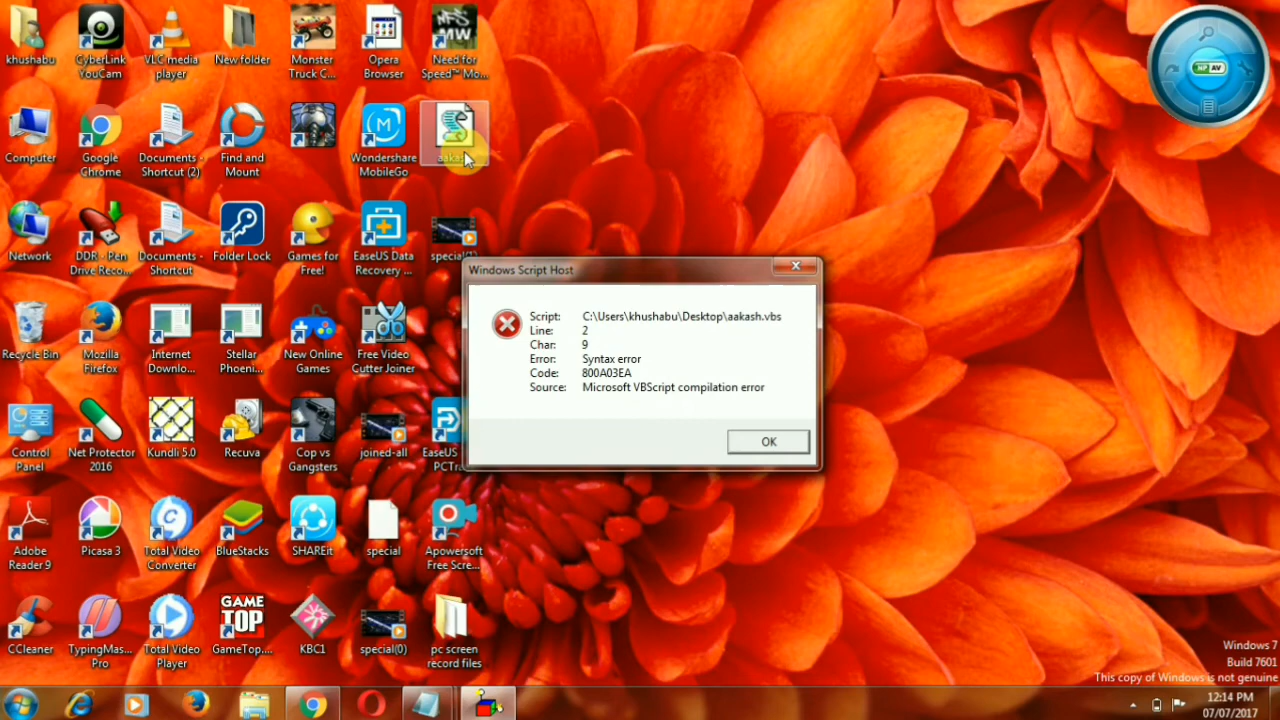 khushabu
CyberLink
YouCam
VLC media
player
New folder
Monster
Truck C...
Opera
Browser
Need for
Speed™ Mo...
NFS
MW
NP AV
Computer
Google
Chrome
Documents -
Shortcut (2)
Find and
Mount
Wondershare
MobileGo
Network
DDR - Pen
Drive Reco...
Documents -
Shortcut
Folder Lock
Games for
Free!
EaseUS Data
Recovery ...
Windows Script Host
Script: C:\Users\khushabu\Desktop\aakash.vbs
Line: 2
Char: 9
Error: Syntax error
Code: 800A03EA
Source: Microsoft VBScript compilation error
OK
Recycle Bin
Mozilla
Firefox
Internet
Downlo...
Stellar
Phoeni...
New Online
Games
Free Video
Cutter Joiner
Control
Panel
Net Protector
2016
Kundli 5.0
Recuva
Cop vs
Gangsters
joined-all
EaseUS
PCTra
Adobe
Reader 9
Picasa 3
Total Video
Converter
BlueStacks
SHAREit
special
Apowersoft
Free Scre...
GAME
TOP
CCleaner
TypingMas...
Pro
Total Video
Player
GameTop....
KBC1
special(0)
pc screen
record files
Windows 7
Build 7601
This copy of Windows is not genuine
12:14 PM
07/07/2017